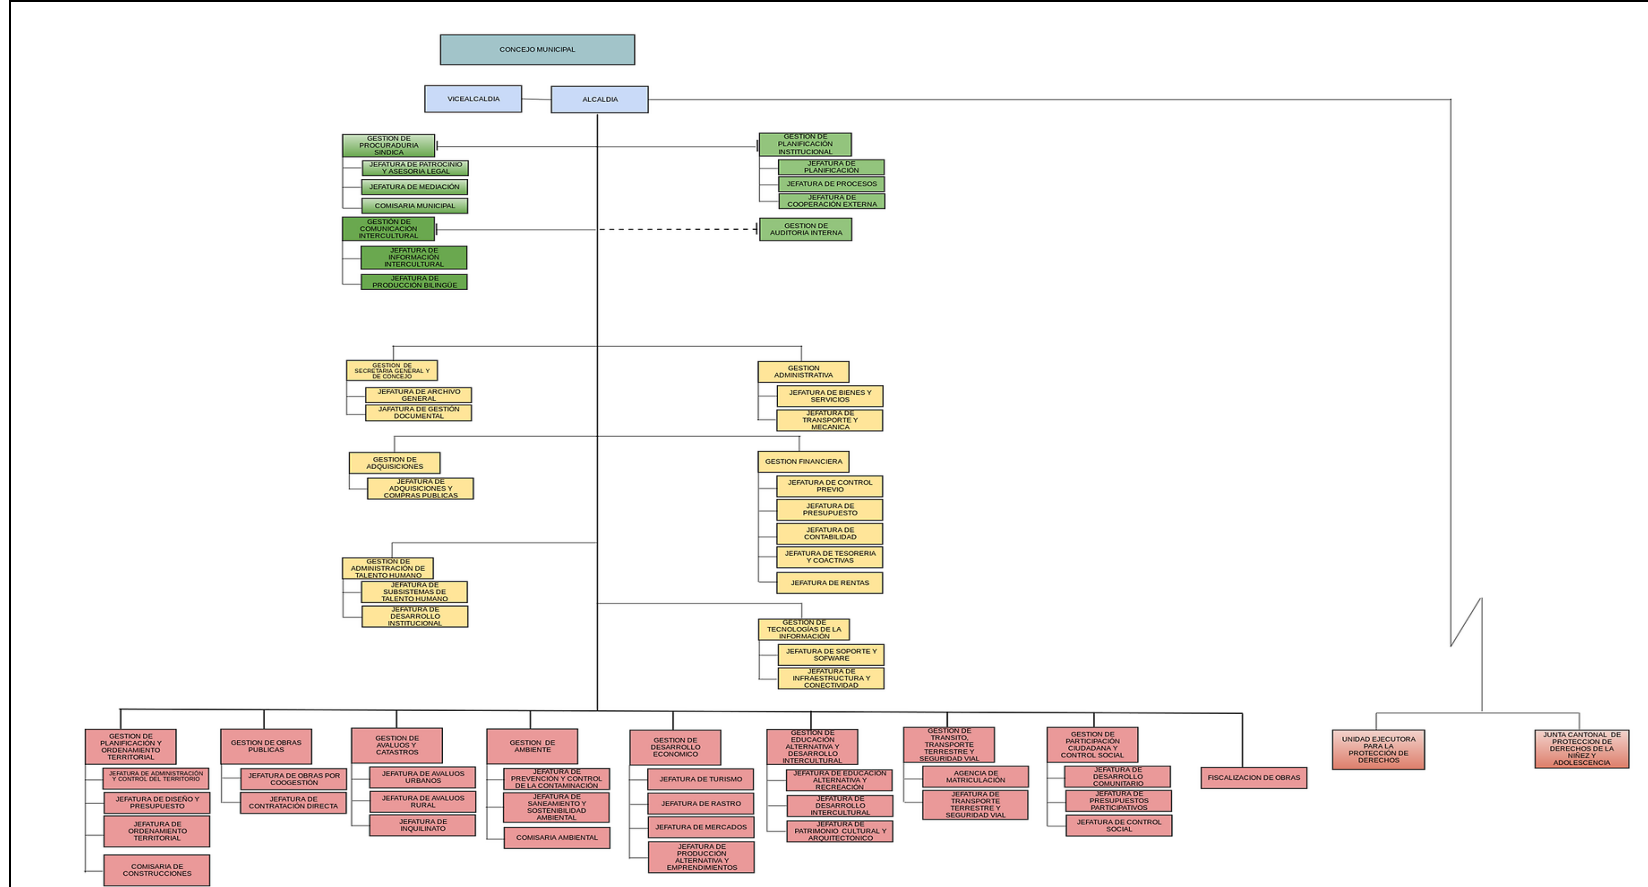 CONCEJO MUNICIPAL
VICEALCALDIA
ALCALDIA
GESTION DE
PROCURADURIA
SINDICA
JEFATURA DE PATROCINIO
Y ASESORIA LEGAL
JEFATURA DE MEDIACIÓN
COMISARIA MUNICIPAL
GESTIÓN DE
COMUNICACIÓN
INTERCULTURAL
JEFATURA DE
INFORMACIÓN
INTERCULTURAL
JEFATURA DE
PRODUCCIÓN BILINGÜE
GESTION DE
PLANIFICACIÓN
INSTITUCIONAL
JEFATURA DE
PLANIFICACIÓN
JEFATURA DE PROCESOS
JEFATURA DE
COOPERACIÓN EXTERNA
GESTION DE
AUDITORIA INTERNA
GESTION DE
SECRETARIA GENERAL Y
DE CONCEJO
JEFATURA DE ARCHIVO
GENERAL
JAFATURA DE GESTIÓN
DOCUMENTAL
GESTION
ADMINISTRATIVA
JEFATURA DE BIENES Y
SERVICIOS
JEFATURA DE
TRANSPORTE Y
MECANICA
GESTION DE
ADQUISICIONES
JEFATURA DE
ADQUISICIONES Y
COMPRAS PUBLICAS
GESTION FINANCIERA
JEFATURA DE CONTROL
PREVIO
JEFATURA DE
PRESUPUESTO
JEFATURA DE
CONTABILIDAD
JEFATURA DE TESORERIA
Y COACTIVAS
JEFATURA DE RENTAS
GESTION DE
ADMINISTRACIÓN DE
TALENTO HUMANO
JEFATURA DE
SUBSISTEMAS DE
TALENTO HUMANO
JEFATURA DE
DESARROLLO
INSTITUCIONAL
GESTION DE
TECNOLOGÍAS DE LA
INFORMACIÓN
JEFATURA DE SOPORTE Y
SOFWARE
JEFATURA DE
INFRAESTRUCTURA Y
CONECTIVIDAD
GESTION DE
PLANIFICACIÓN Y
ORDENAMIENTO
TERRITORIAL
JEFATURA DE ADMINISTRACIÓN
Y CONTROL DEL TERRITORIO
JEFATURA DE DISEÑO Y
PRESUPUESTO
JEFATURA DE
ORDENAMIENTO
TERRITORIAL
COMISARIA DE
CONSTRUCCIONES
GESTION DE OBRAS
PUBLICAS
JEFATURA DE OBRAS POR
COOGESTIÓN
JEFATURA DE
CONTRATACIÓN DIRECTA
GESTION DE
AVALUOS Y
CATASTROS
JEFATURA DE AVALUOS
URBANOS
JEFATURA DE AVALUOS
RURAL
JEFATURA DE
INQUILINATO
GESTION DE
AMBIENTE
JEFATURA DE
PREVENCIÓN Y CONTROL
DE LA CONTAMINACIÓN
JEFATURA DE
SANEAMIENTO Y
SOSTENIBILIDAD
AMBIENTAL
COMISARIA AMBIENTAL
GESTION DE
DESARROLLO
ECONOMICO
JEFATURA DE TURISMO
JEFATURA DE RASTRO
JEFATURA DE MERCADOS
JEFATURA DE
PRODUCCIÓN
ALTERNATIVA Y
EMPRENDIMIENTOS
GESTION DE
EDUCACIÓN
ALTERNATIVA Y
DESARROLLO
INTERCULTURAL
JEFATURA DE EDUCACIÓN
ALTERNATIVA Y
RECREACIÓN
JEFATURA DE
DESARROLLO
INTERCULTURAL
JEFATURA DE
PATRIMONIO CULTURAL Y
ARQUITECTONICO
GESTION DE
TRANSITO,
TRANSPORTE
TERRESTRE Y
SEGURIDAD VIAL
AGENCIA DE
MATRICULACIÓN
JEFATURA DE
TRANSPORTE
TERRESTRE Y
SEGURIDAD VIAL
GESTION DE
PARTICIPACIÓN
CIUDADANA Y
CONTROL SOCIAL
JEFATURA DE
DESARROLLO
COMUNITARIO
JEFATURA DE
PRESUPUESTOS
PARTICIPATIVOS
JEFATURA DE CONTROL
SOCIAL
FISCALIZACION DE OBRAS
UNIDAD EJECUTORA
PARA LA
PROTECCIÓN DE
DERECHOS
JUNTA CANTONAL DE
PROTECCION DE
DERECHOS DE LA
NIÑEZ Y
ADOLESCENCIA